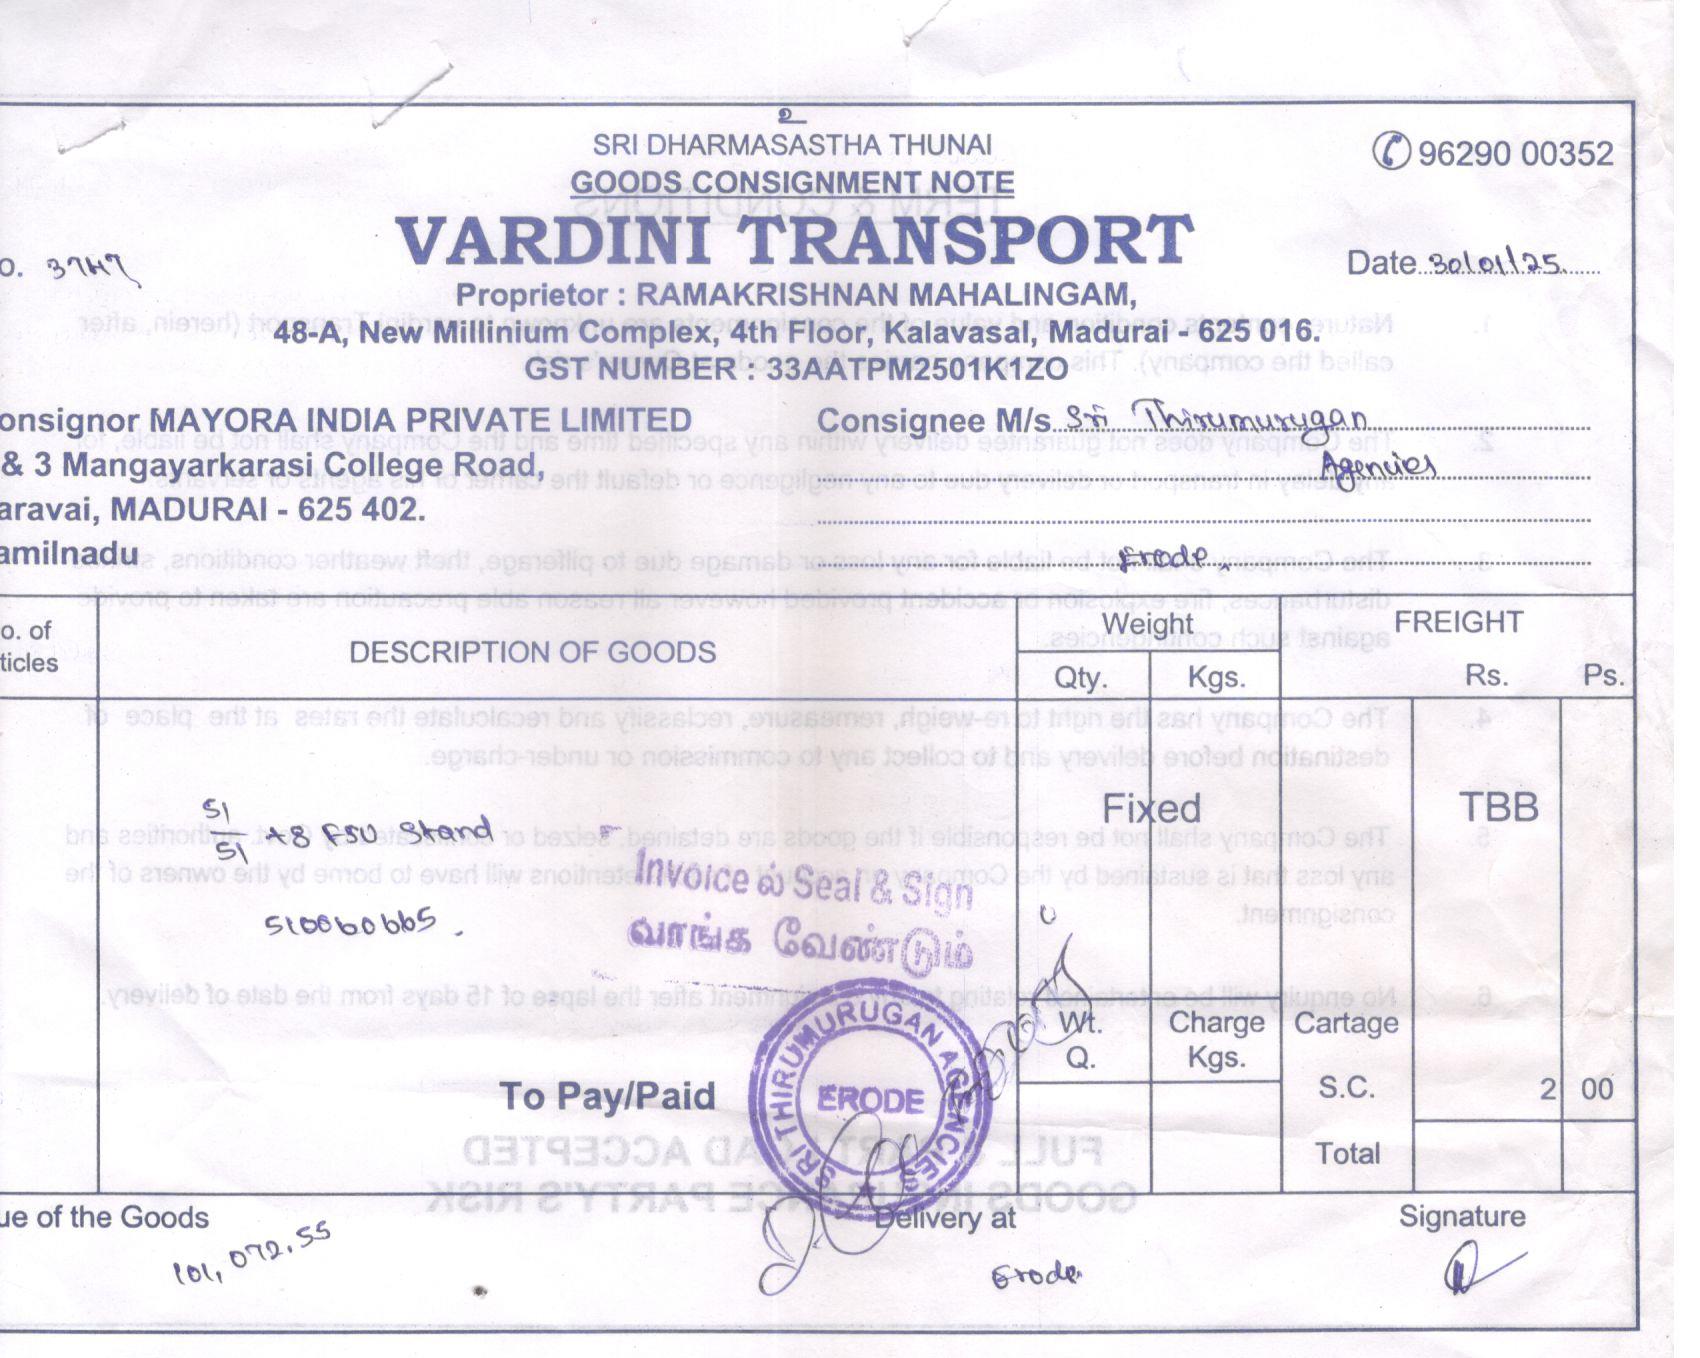 2
SRI DHARMASASTHA THUNAI
96290 00352
GOODS CONSIGNMENT NOTE
VARDINI TRANSPORT
o. 3747
Date 30/01/25
Proprietor : RAMAKRISHNAN MAHALINGAM,
48-A, New Millinium Complex, 4th Floor, Kalavasal, Madurai - 625 016.
GST NUMBER : 33AATPM2501K1ZO
onsignor MAYORA INDIA PRIVATE LIMITED
& 3 Mangayarkarasi College Road,
aravai, MADURAI - 625 402.
amilnadu
Consignee M/s Sri Thirumurugan
Agencies
Erode
o. of
ticles
DESCRIPTION OF GOODS
Weight
Qty. Kgs.
FREIGHT
Rs. Ps.
51
51 FSU Stand
510060665
Invoice ல் Seal & Sign
வாங்க வேண்டும்
Fixed
TBB
Wt.
Q.
Charge
Kgs.
Cartage
S.C. 2 00
Total
To Pay/Paid
SRI THIRUMURUGAN AGENCIES
ERODE
ue of the Goods
101,072.55
Delivery at
Erode
Signature